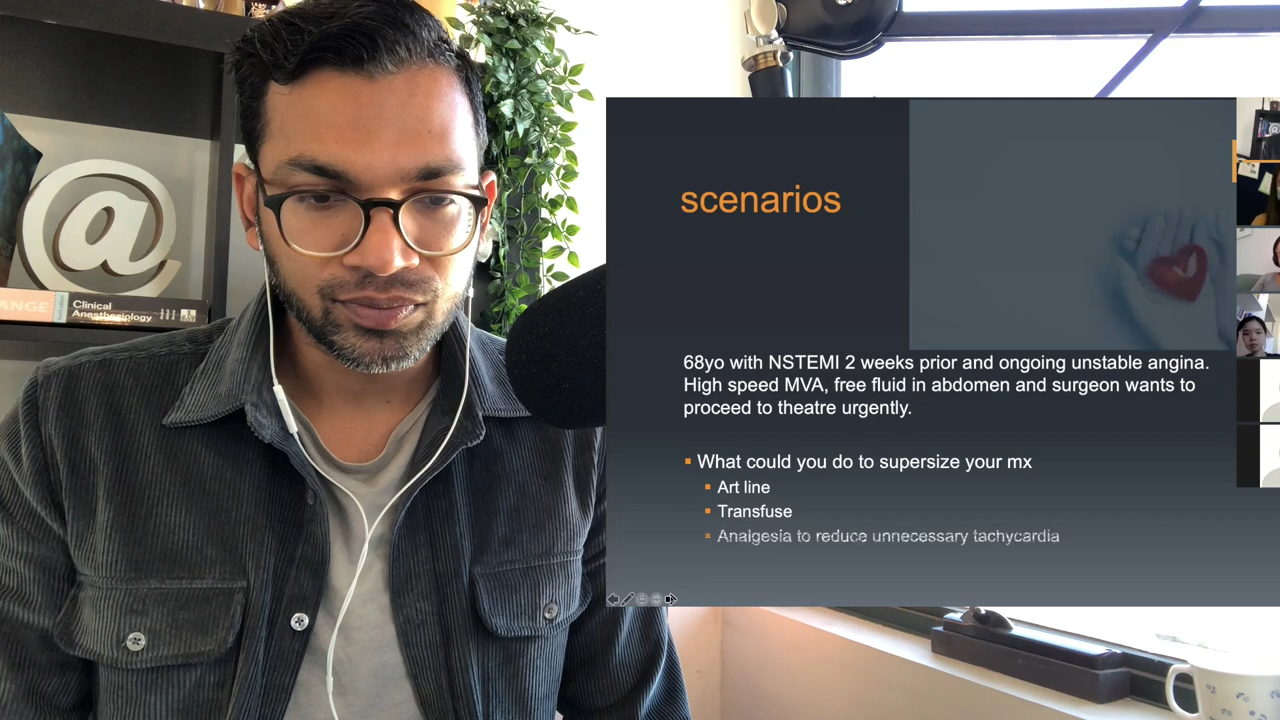 @
ANGE
Clinical
Anesthesiology
scenarios
68yo with NSTEMI 2 weeks prior and ongoing unstable angina.
High speed MVA, free fluid in abdomen and surgeon wants to
proceed to theatre urgently.
What could you do to supersize your mx
Art line
Transfuse
Analgesia to reduce unnecessary tachycardia